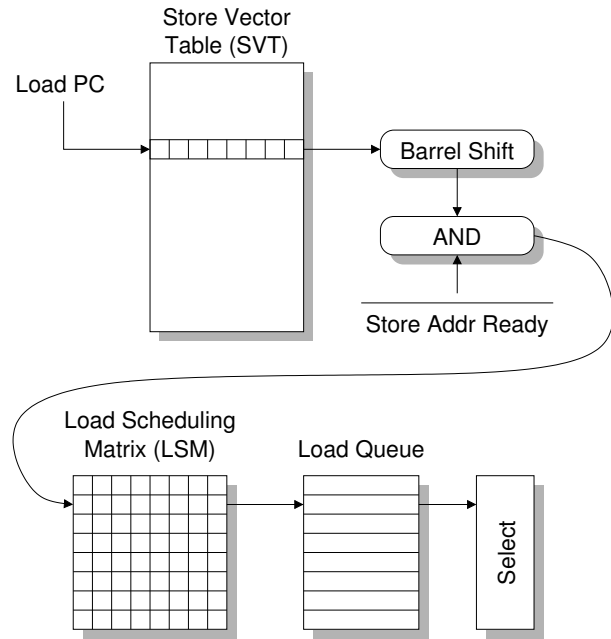 Store Vector
Table (SVT)
Load PC
Barrel Shift
AND
Store Addr Ready
Load Scheduling
Matrix (LSM)
Load Queue
Select